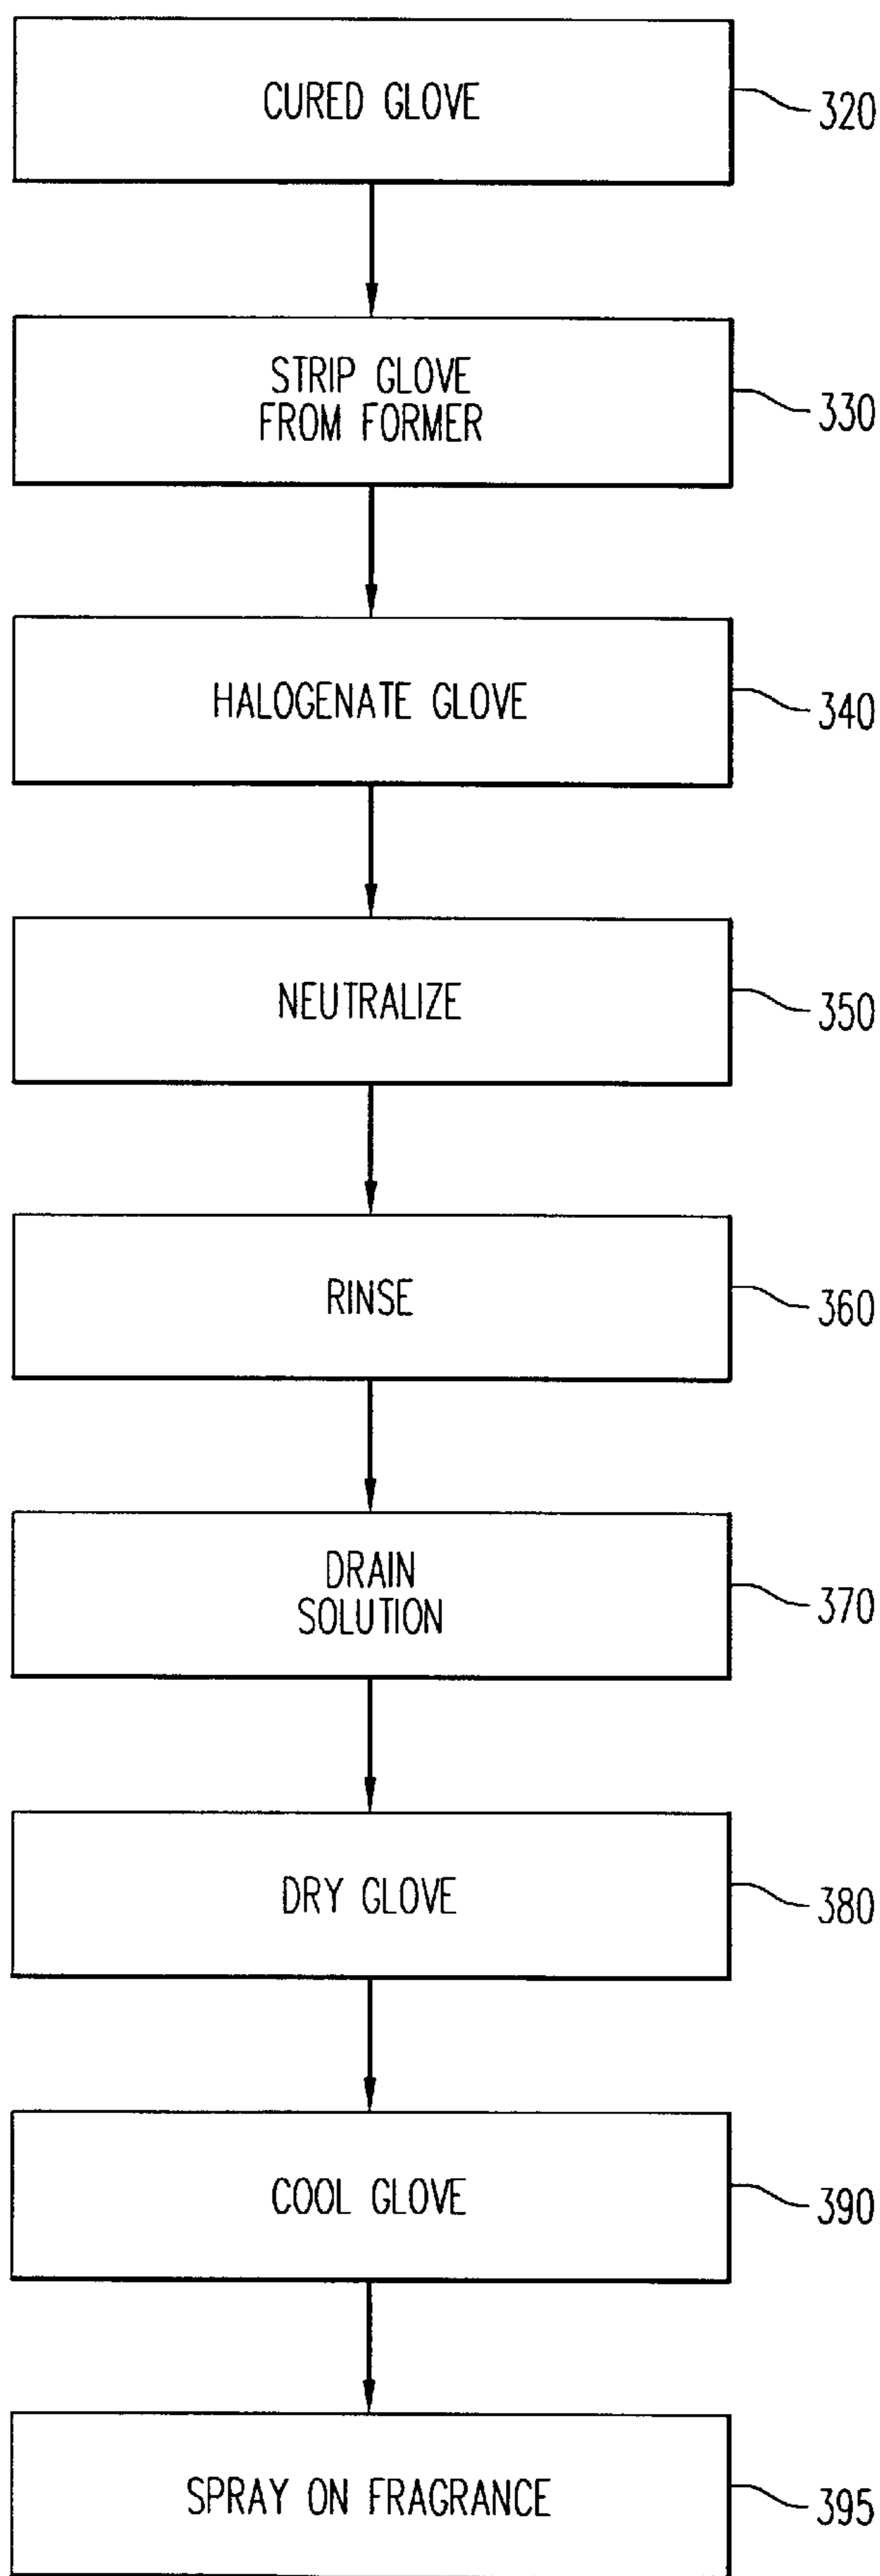 CURED GLOVE
320
STRIP GLOVE
FROM FORMER
330
HALOGENATE GLOVE
340
NEUTRALIZE
350
RINSE
360
DRAIN
SOLUTION
370
DRY GLOVE
380
COOL GLOVE
390
SPRAY ON FRAGRANCE
395